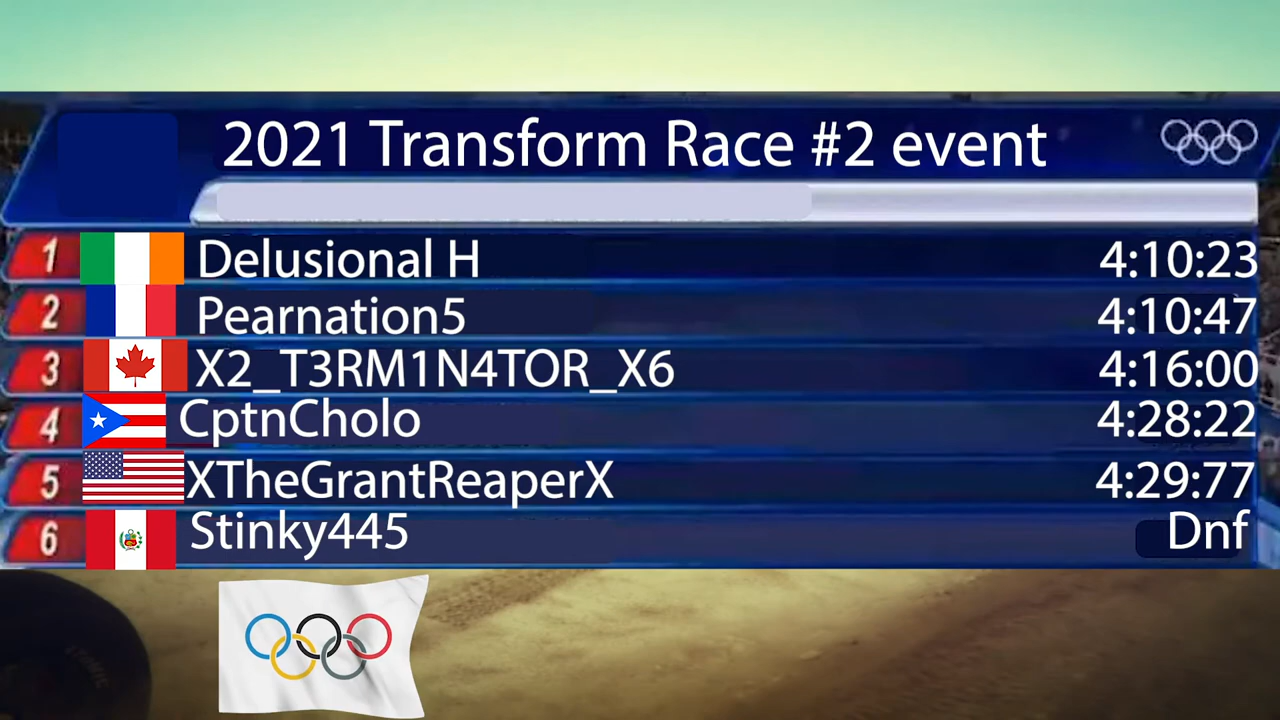 2021 Transform Race #2 event
1 Delusional H 4:10:23
2 Pearnation5 4:10:47
3 X2_T3RM1N4TOR_X6 4:16:00
4 CptnCholo 4:28:22
5 XTheGrantReaperX 4:29:77
6 Stinky445 Dnf